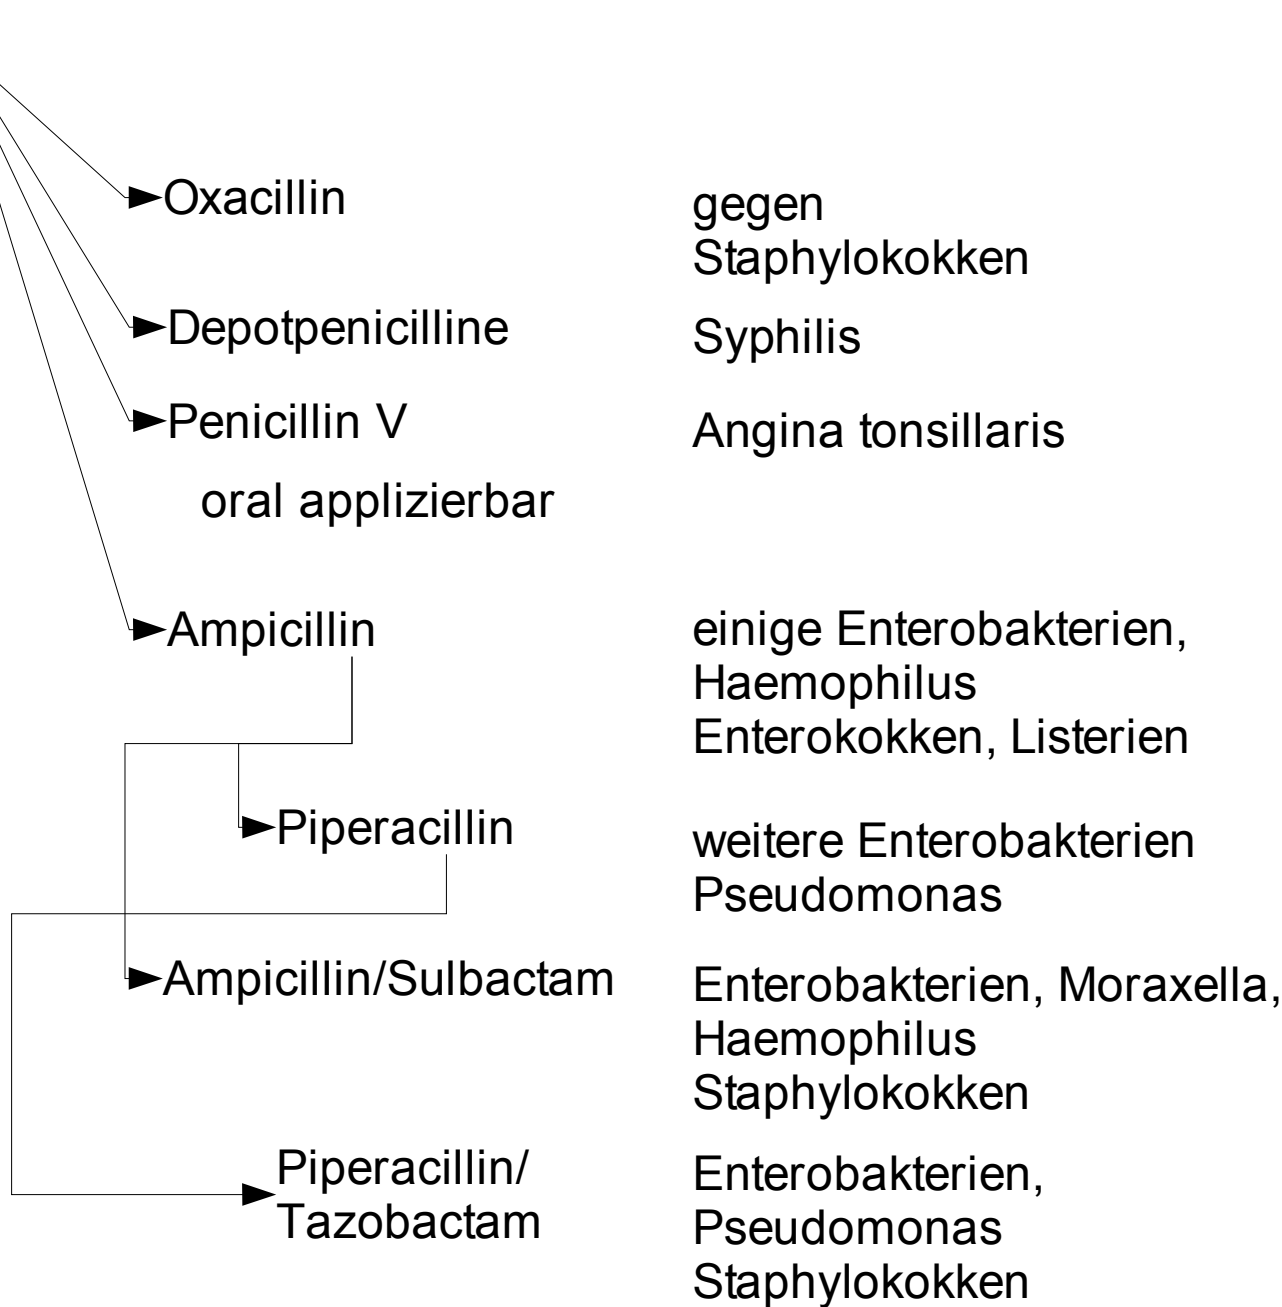 Oxacillin
gegen
Staphylokokken
Depotpenicilline
Syphilis
Penicillin V
Angina tonsillaris
oral applizierbar
Ampicillin
einige Enterobakterien,
Haemophilus
Enterokokken, Listerien
Piperacillin
weitere Enterobakterien
Pseudomonas
Ampicillin/Sulbactam
Enterobakterien, Moraxella,
Haemophilus
Staphylokokken
Piperacillin/
Tazobactam
Enterobakterien,
Pseudomonas
Staphylokokken